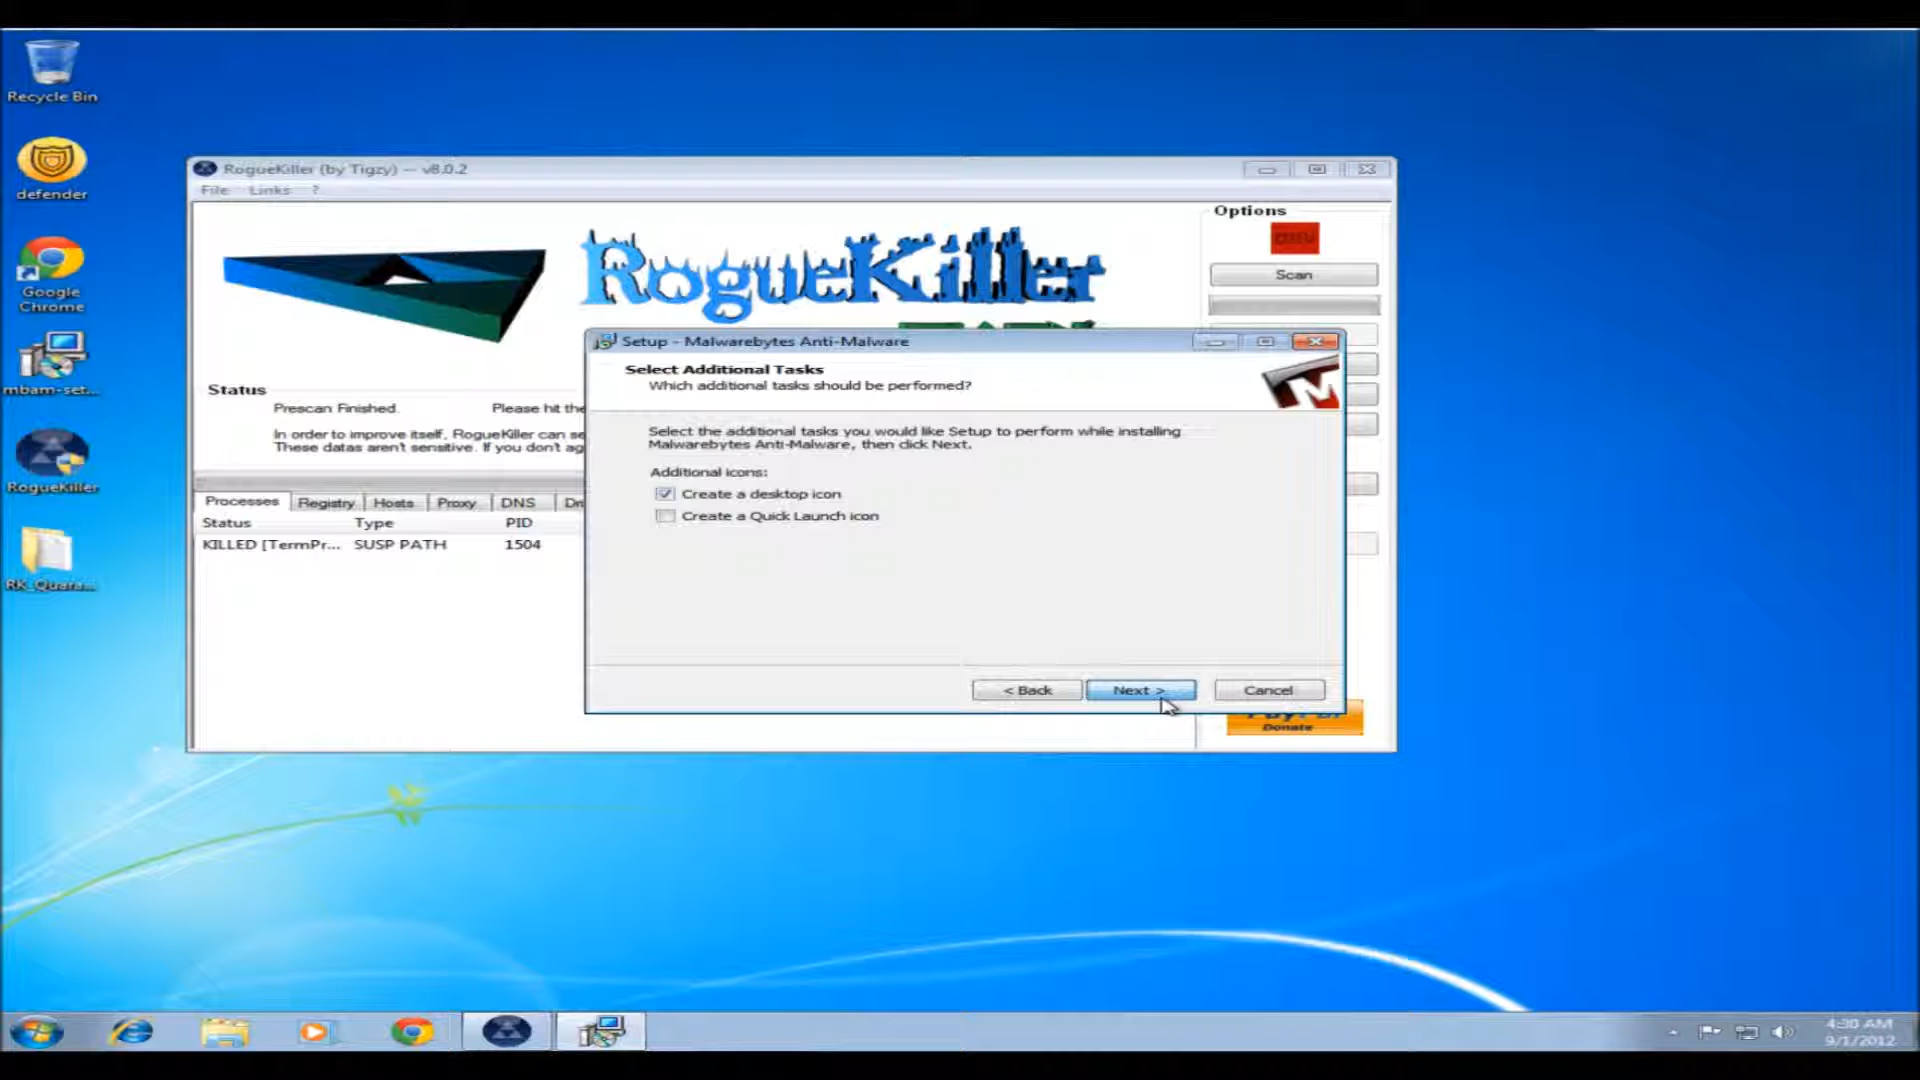 Recycle Bin
defender
Google
Chrome
mbam-set...
RogueKiller
RK_Quara...
RogueKiller (by Tigzy) -- v8.0.2
File Links ?
RogueKiller
Options
Scan
Status
Prescan Finished. Please hit the
In order to improve itself, RogueKiller can se
These datas aren't sensitive. If you don't ag
Processes Registry Hosts Proxy DNS Dri
Status Type PID
KILLED [TermPr... SUSP PATH 1504
Donate
Setup - Malwarebytes Anti-Malware
Select Additional Tasks
Which additional tasks should be performed?
Select the additional tasks you would like Setup to perform while installing
Malwarebytes Anti-Malware, then click Next.
Additional icons:
Create a desktop icon
Create a Quick Launch icon
< Back Next > Cancel
4:30 AM
9/1/2012